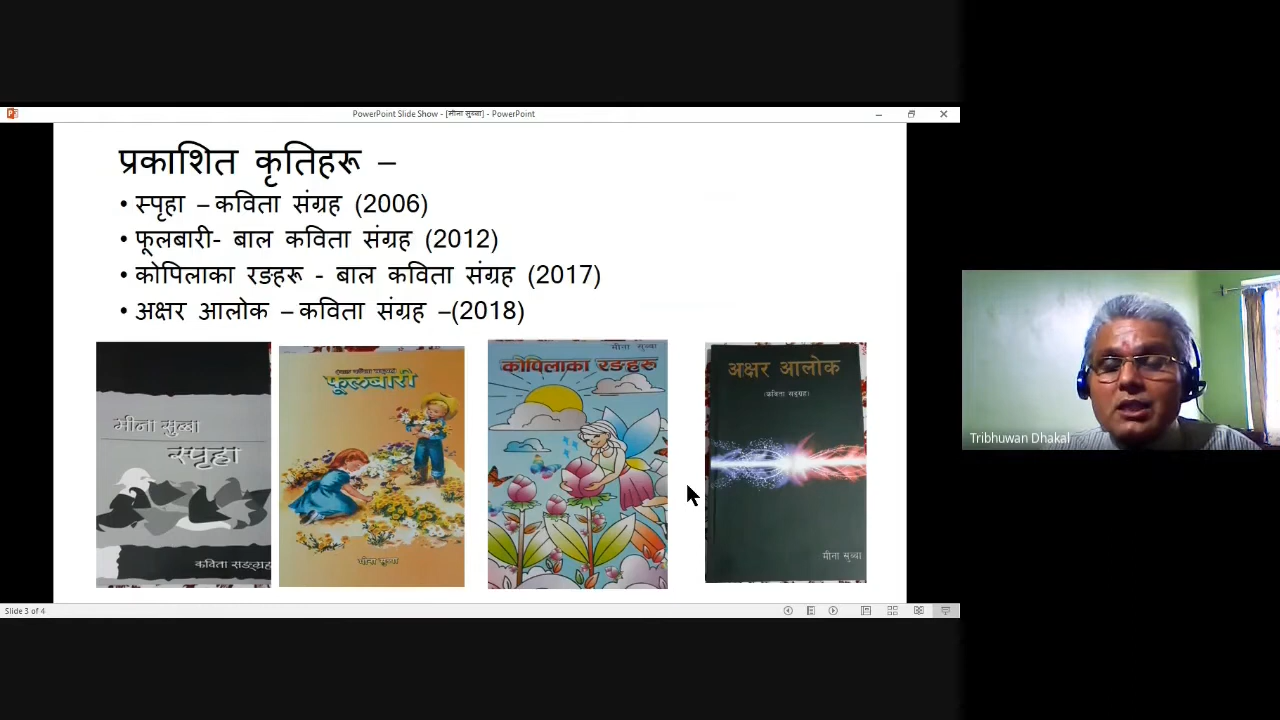 PowerPoint Slide Show - [मीना सुब्बा] - PowerPoint
प्रकाशित कृतिहरू –
• स्पृहा – कविता संग्रह (2006)
• फूलबारी- बाल कविता संग्रह (2012)
• कोपिलाका रङहरू - बाल कविता संग्रह (2017)
• अक्षर आलोक – कविता संग्रह –(2018)
मीना सुब्बा
स्पृहा
कविता सङ्ग्रह
फूलबारी
मीना सुब्बा
मीना सुब्बा
कोपिलाका रङहरू
अक्षर आलोक
(कविता सङ्ग्रह)
मीना सुब्बा
Tribhuwan Dhakal
Slide 3 of 4